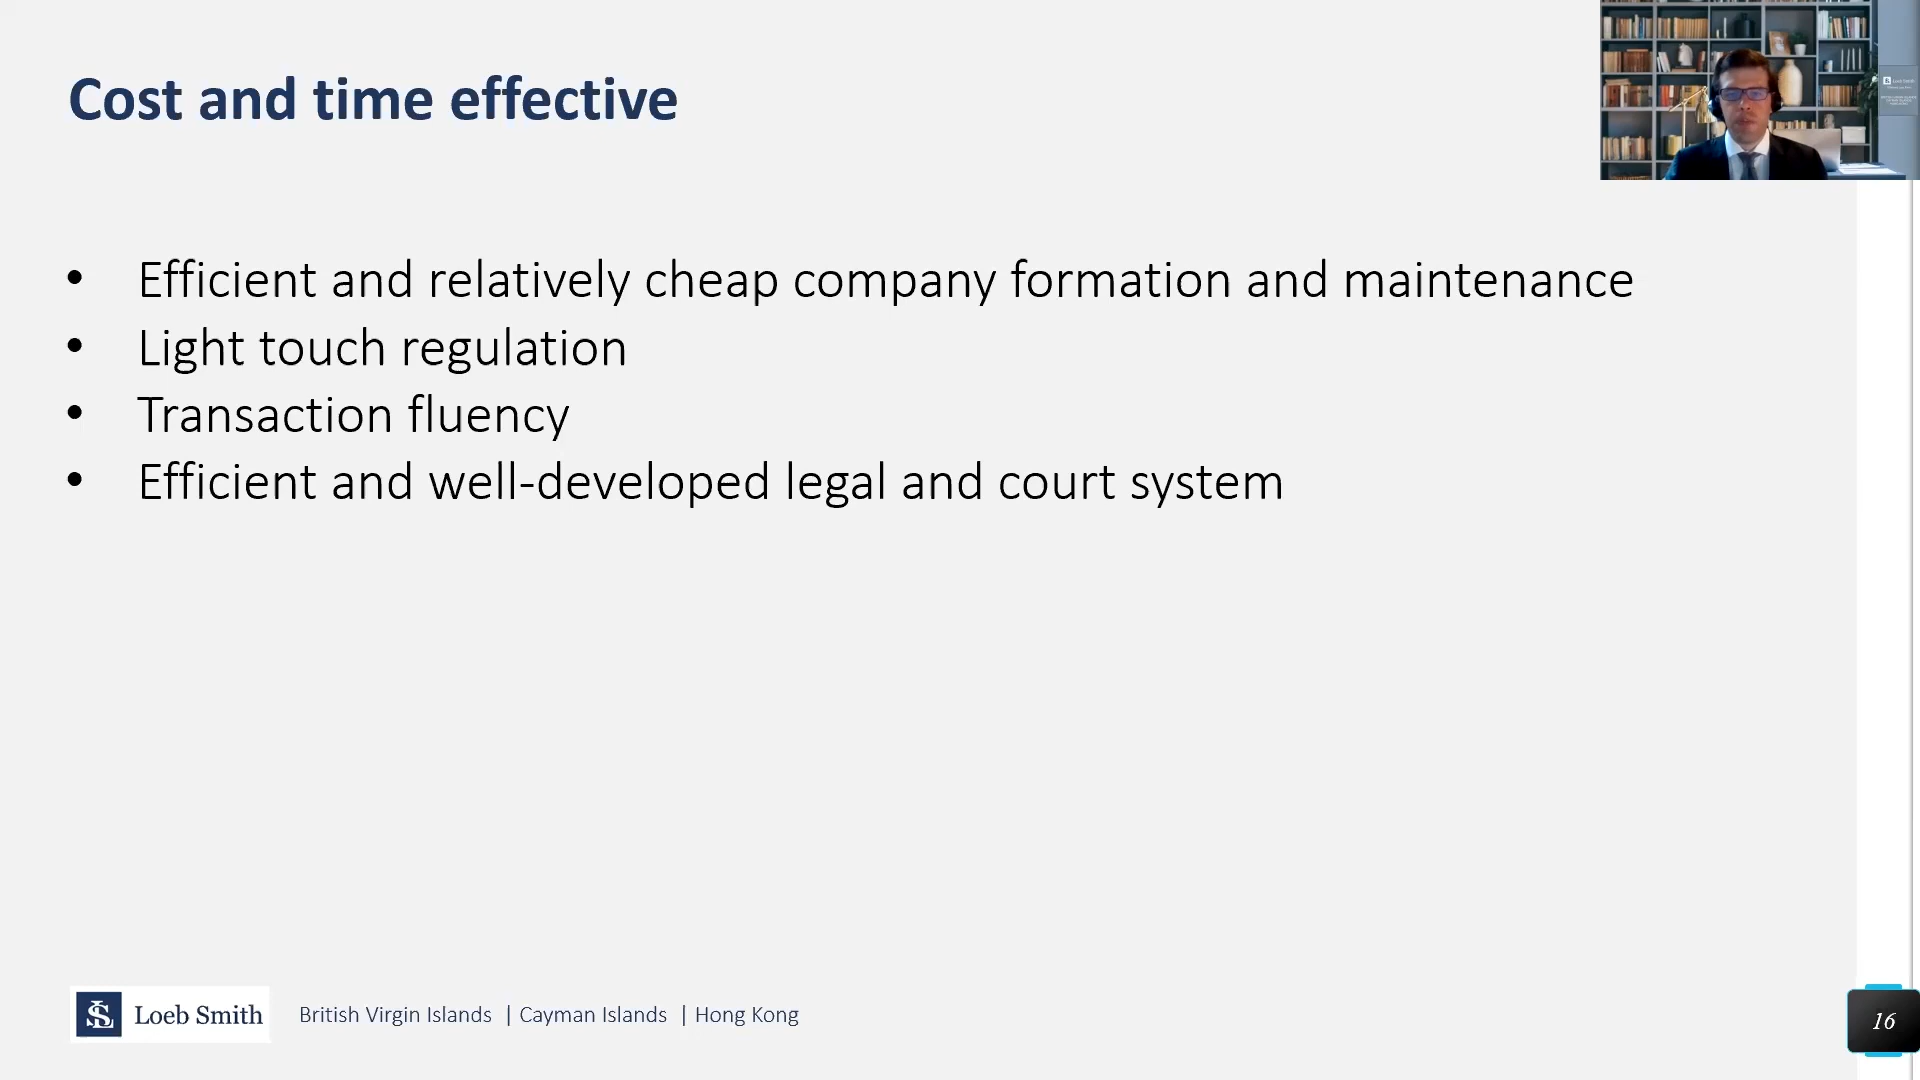 Cost and time effective
• Efficient and relatively cheap company formation and maintenance
• Light touch regulation
• Transaction fluency
• Efficient and well-developed legal and court system
Loeb Smith
British Virgin Islands | Cayman Islands | Hong Kong
16